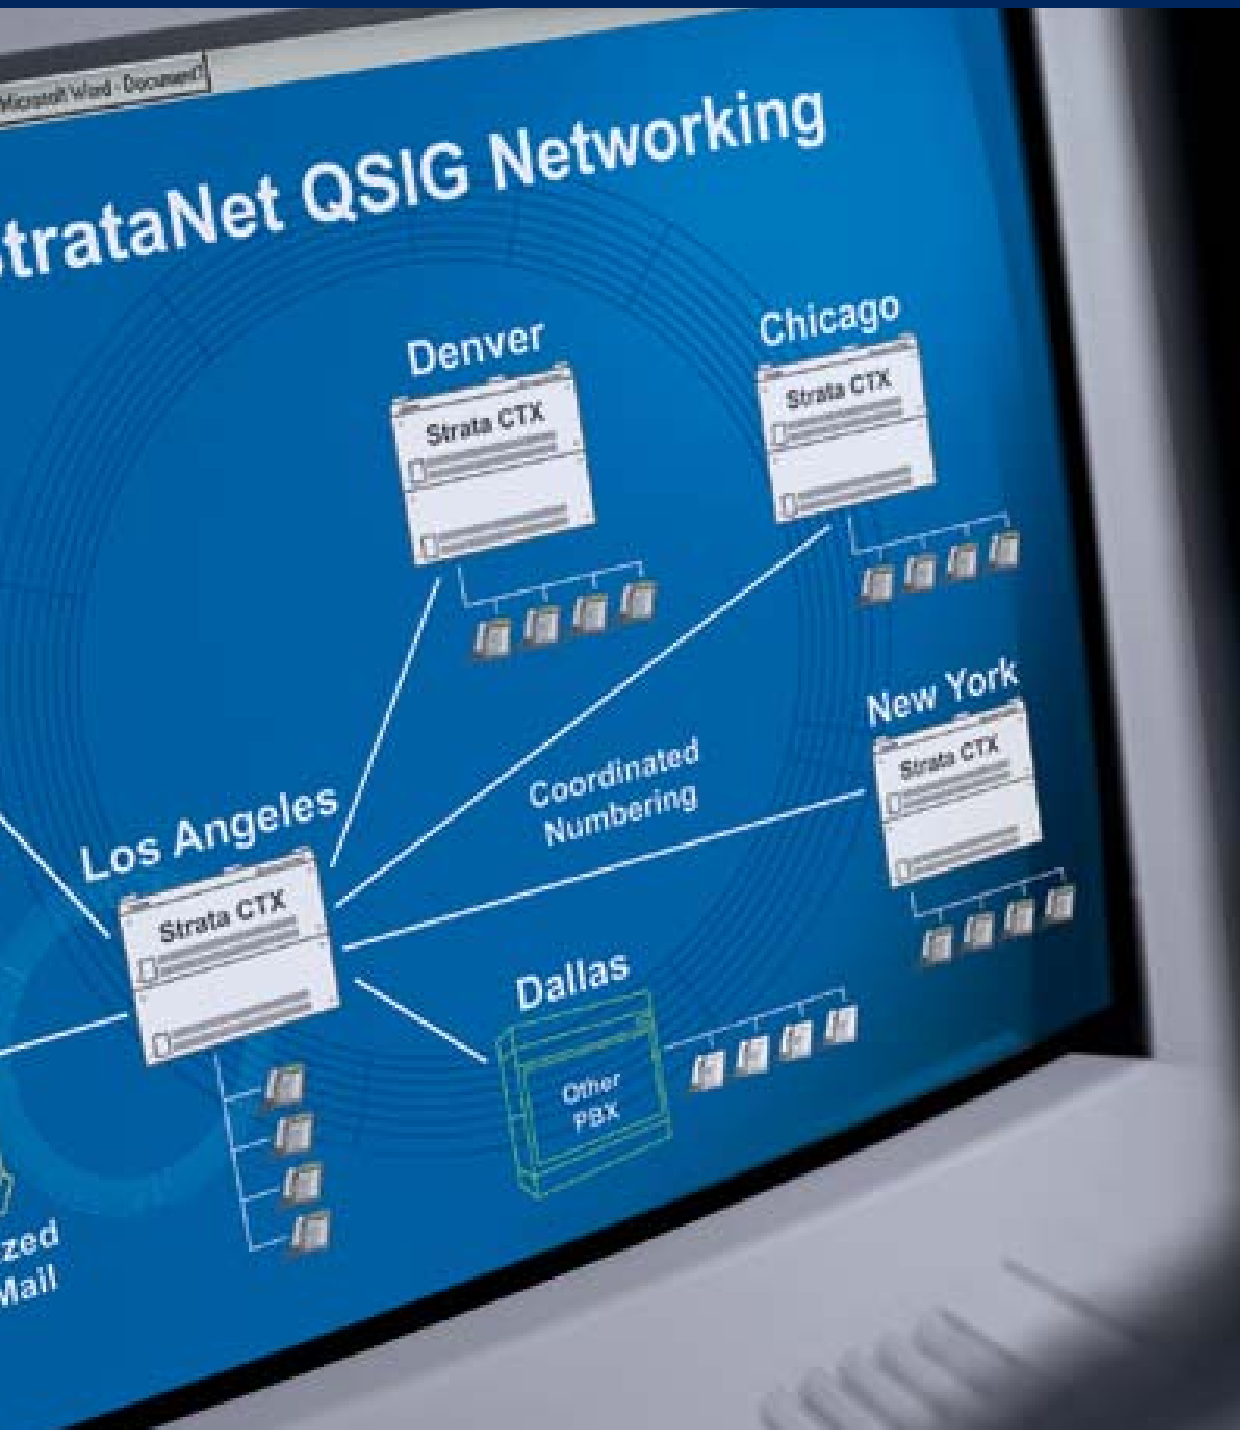 Microsoft Word - Document?
trataNet QSIG Networking
Denver
Strata CTX
Chicago
Strata CTX
New York
Strata CTX
Coordinated
Numbering
Los Angeles
Strata CTX
Dallas
Other
PBX
zed
Mail